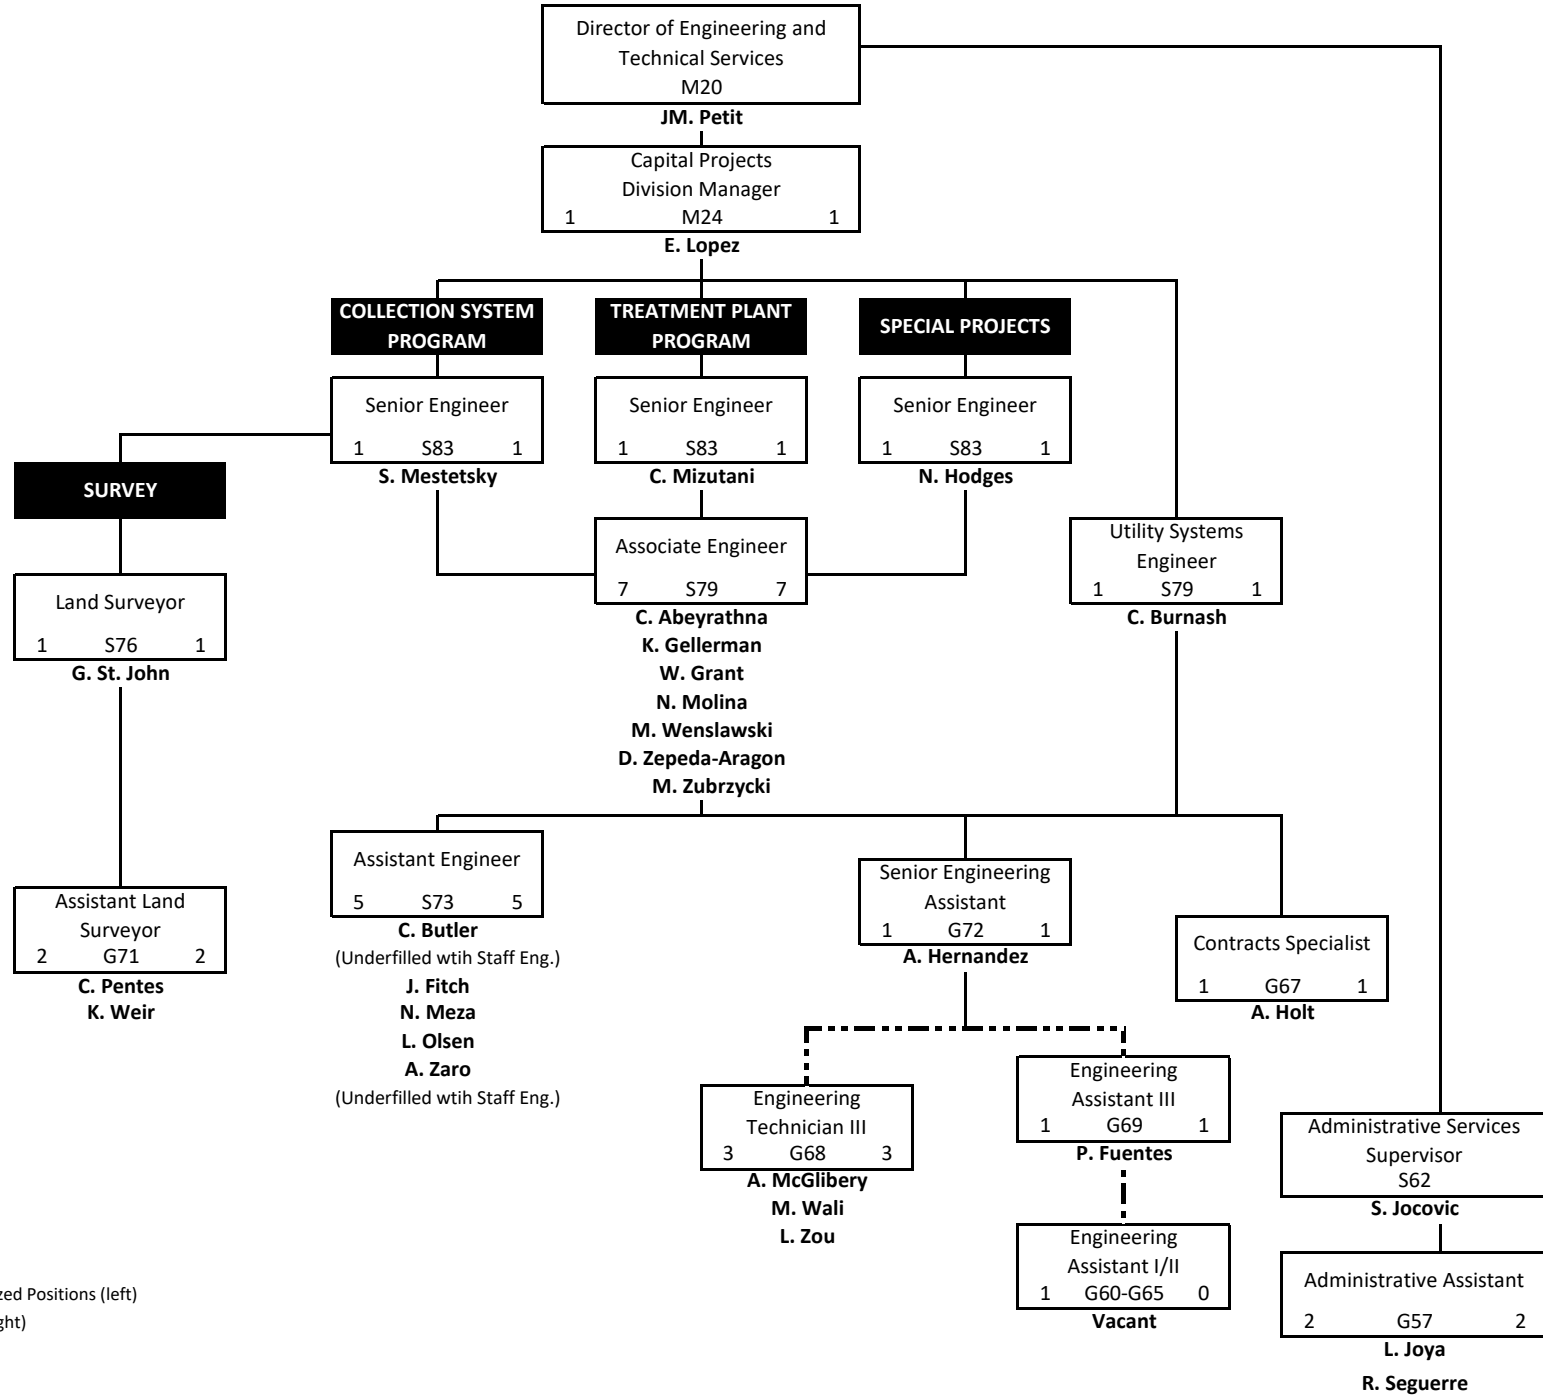 Director of Engineering and
Technical Services
M20
JM. Petit
Capital Projects
Division Manager
1 M24 1
E. Lopez
COLLECTION SYSTEM
PROGRAM
TREATMENT PLANT
PROGRAM
SPECIAL PROJECTS
Senior Engineer
1 S83 1
S. Mestetsky
Senior Engineer
1 S83 1
C. Mizutani
Senior Engineer
1 S83 1
N. Hodges
SURVEY
Land Surveyor
1 S76 1
G. St. John
Associate Engineer
7 S79 7
C. Abeyrathna
K. Gellerman
W. Grant
N. Molina
M. Wenslawski
D. Zepeda-Aragon
M. Zubrzycki
Utility Systems
Engineer
1 S79 1
C. Burnash
Assistant Land
Surveyor
2 G71 2
C. Pentes
K. Weir
Assistant Engineer
5 S73 5
C. Butler
(Underfilled wtih Staff Eng.)
J. Fitch
N. Meza
L. Olsen
A. Zaro
(Underfilled wtih Staff Eng.)
Senior Engineering
Assistant
1 G72 1
A. Hernandez
Contracts Specialist
1 G67 1
A. Holt
Engineering
Technician III
3 G68 3
A. McGlibery
M. Wali
L. Zou
Engineering
Assistant III
1 G69 1
P. Fuentes
Engineering
Assistant I/II
1 G60-G65 0
Vacant
Administrative Services
Supervisor
S62
S. Jocovic
Administrative Assistant
2 G57 2
L. Joya
R. Seguerre
zed Positions (left)
ght)